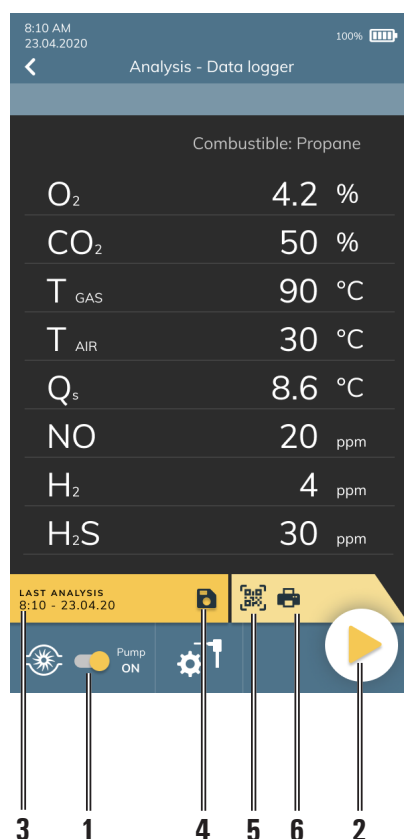 8:10 AM
23.04.2020
100%
Analysis - Data logger
Combustible: Propane
O₂ 4.2 %
CO₂ 50 %
T GAS 90 °C
T AIR 30 °C
Qₛ 8.6 °C
NO 20 ppm
H₂ 4 ppm
H₂S 30 ppm
LAST ANALYSIS
8:10 - 23.04.20
Pump
ON
3 1 4 5 6 2